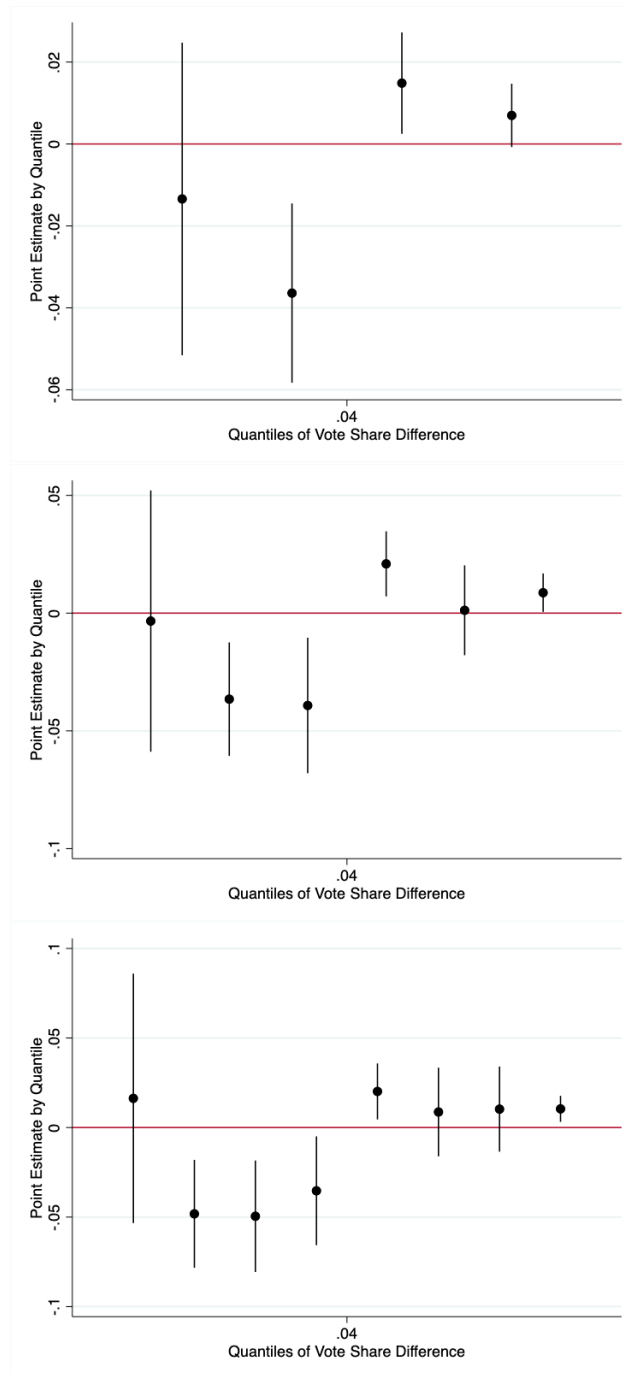 Point Estimate by Quantile
.02
0
-.02
-.04
-.06
.04
Quantiles of Vote Share Difference
Point Estimate by Quantile
.05
0
-.05
-.1
.04
Quantiles of Vote Share Difference
Point Estimate by Quantile
.1
.05
0
-.05
-.1
.04
Quantiles of Vote Share Difference